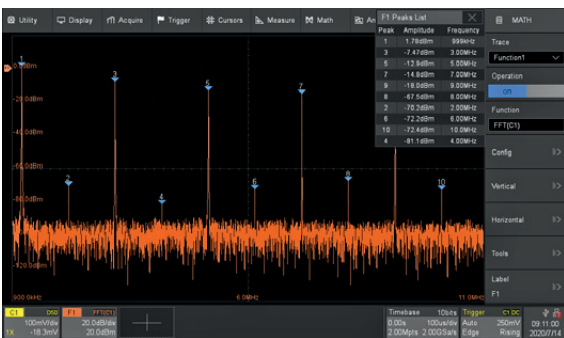 Utility Display Acquire Trigger Cursors Measure Math An
F1 Peaks List
MATH
Peak Amplitude Frequency
1 1.78dBm 999kHz
3 -7.47dBm 3.00MHz
5 -12.9dBm 5.00MHz
7 -14.8dBm 7.00MHz
9 -18.0dBm 9.00MHz
8 -67.5dBm 8.00MHz
2 -70.2dBm 2.00MHz
6 -72.2dBm 6.00MHz
10 -72.4dBm 10.0MHz
4 -81.1dBm 4.00MHz
Trace
Function1
Operation
on
Function
FFT(C1)
Config
Vertical
Horizontal
Tools
Label
F1
1
3
5
7
2
4
6
8
10
0.00dBm
-20.0dBm
-40.0dBm
-60.0dBm
-80.0dBm
-120.0dBm
900.0kHz
6.0MHz
11.0MHz
C1 D50
100mV/div
1X -18.3mV
F1 FFT(C1)
20.0dB/div
20.0dBm
Timebase 10bits
0.00s 100us/div
2.00Mpts 2.00GSa/s
Trigger C1 DC
Auto 250mV
Edge Rising
09:11:00
2020/7/14